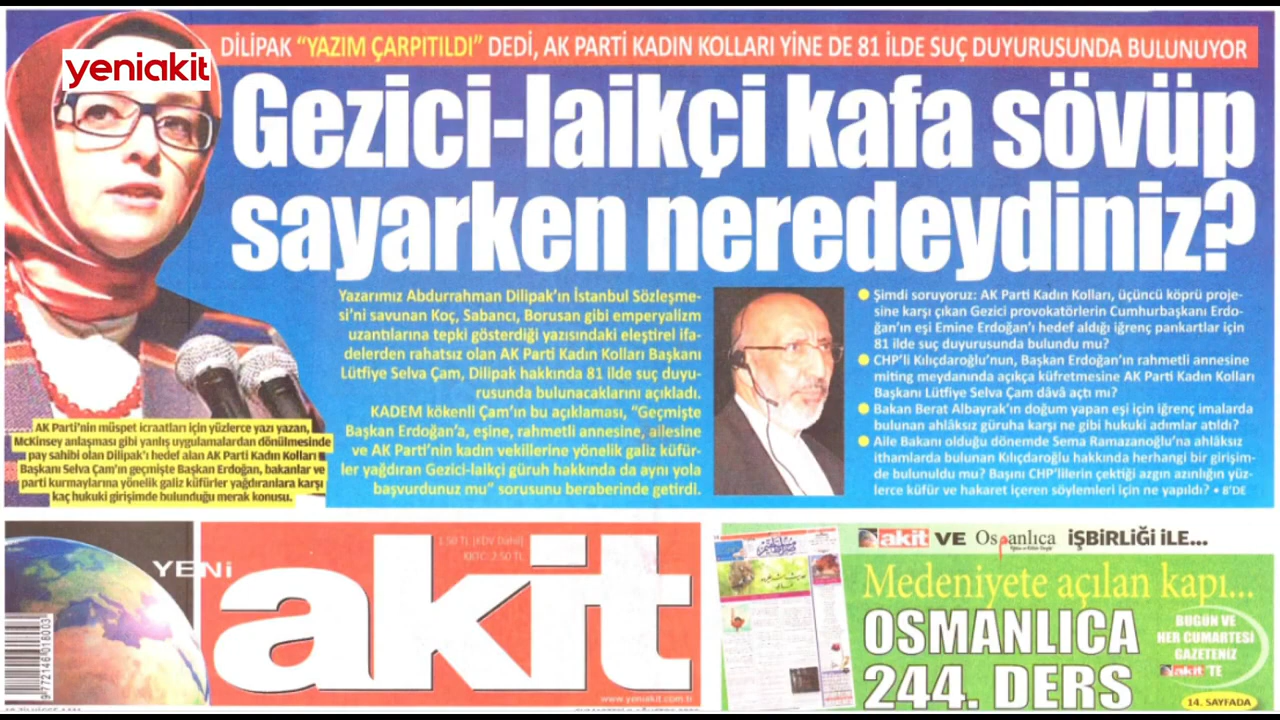 yeniakit
DİLİPAK “YAZIM ÇARPITILDI” DEDİ, AK PARTİ KADIN KOLLARI YİNE DE 81 İLDE SUÇ DUYURUSUNDA BULUNUYOR
Gezici-laikçi kafa sövüp
sayarken neredeydiniz?
Yazarımız Abdurrahman Dilipak’ın İstanbul Sözleşme-
si’ni savunan Koç, Sabancı, Borusan gibi emperyalizm
uzantılarına tepki gösterdiği yazısındaki eleştirel ifa-
delerden rahatsız olan AK Parti Kadın Kolları Başkanı
Lütfiye Selva Çam, Dilipak hakkında 81 ilde suç duyu-
rusunda bulunacaklarını açıkladı.
KADEM kökenli Çam’ın bu açıklaması, “Geçmişte
Başkan Erdoğan’a, eşine, rahmetli annesine, ailesine
ve AK Parti’nin kadın vekillerine yönelik galiz küfür-
ler yağdıran Gezici-laikçi güruh hakkında da aynı yola
başvurdunuz mu” sorusunu beraberinde getirdi.
AK Parti’nin müspet icraatları için yüzlerce yazı yazan,
McKinsey anlaşması gibi yanlış uygulamalardan dönülmesinde
pay sahibi olan Dilipak’ı hedef alan AK Parti Kadın Kolları
Başkanı Selva Çam’ın geçmişte Başkan Erdoğan, bakanlar ve
parti kurmaylarına yönelik galiz küfürler yağdıranlara karşı
kaç hukuki girişimde bulunduğu merak konusu.
Şimdi soruyoruz: AK Parti Kadın Kolları, üçüncü köprü proje-
sine karşı çıkan Gezici provokatörlerin Cumhurbaşkanı Erdo-
ğan’ın eşi Emine Erdoğan’ı hedef aldığı iğrenç pankartlar için
81 ilde suç duyurusunda bulundu mu?
CHP’li Kılıçdaroğlu’nun, Başkan Erdoğan’ın rahmetli annesine
miting meydanında açıkça küfretmesine AK Parti Kadın Kolları
Başkanı Lütfiye Selva Çam dâvâ açtı mı?
Bakan Berat Albayrak’ın doğum yapan eşi için iğrenç imalarda
bulunan ahlâksız güruha karşı ne gibi hukuki adımlar atıldı?
Aile Bakanı olduğu dönemde Sema Ramazanoğlu’na ahlâksız
ithamlarda bulunan Kılıçdaroğlu hakkında herhangi bir girişim-
de bulunuldu mu? Başını CHP’lilerin çektiği azgın azınlığın yüz-
lerce küfür ve hakaret içeren söylemleri için ne yapıldı? • 8’DE
1.50 TL (KDV Dahil)
KKTC: 2.50 TL
YENİ
akit
www.yeniakit.com.tr
9772146018003
akit VE Osmanlıca İŞBİRLİĞİ İLE...
Medeniyete açılan kapı...
OSMANLICA
244. DERS
BUGÜN VE
HER CUMARTESİ
GAZETENİZ
akit 'TE
14. SAYFADA